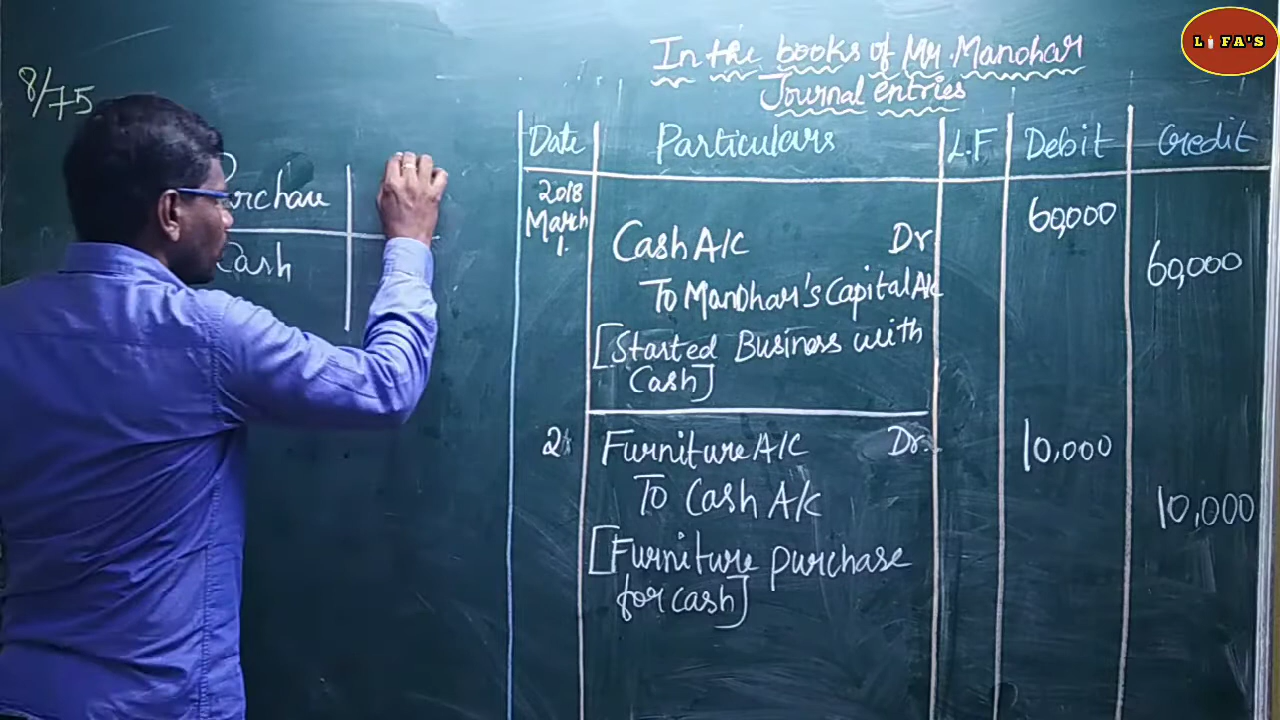 LIFA'S
In the books of Mr. Manohar
Journal entries
8/75
Date Particulars L.F Debit Credit
2018
March
1. Cash A/c Dr. 60,000
To Manohar's Capital A/c 60,000
[Started Business with
Cash]
2 Furniture A/c Dr. 10,000
To Cash A/c 10,000
[Furniture purchase
for cash]
Purchase
Cash